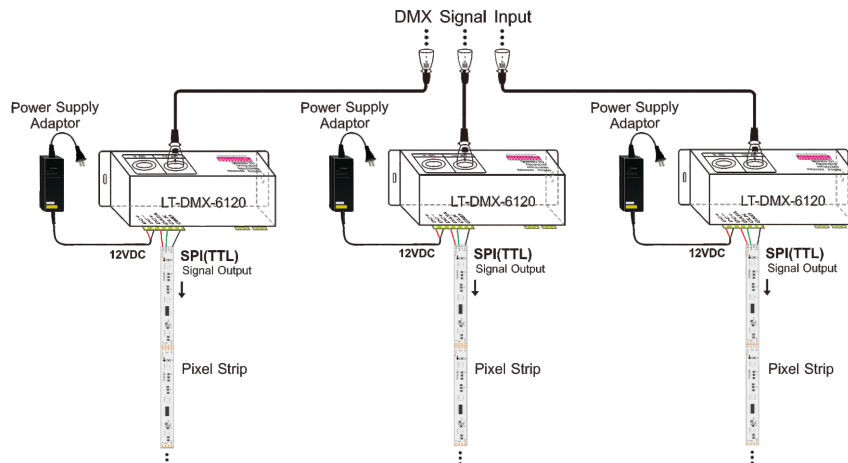 DMX Signal Input
Power Supply
Adaptor
LT-DMX-6120
12VDC
SPI(TTL)
Signal Output
Pixel Strip
Power Supply
Adaptor
LT-DMX-6120
12VDC
SPI(TTL)
Signal Output
Pixel Strip
Power Supply
Adaptor
LT-DMX-6120
12VDC
SPI(TTL)
Signal Output
Pixel Strip